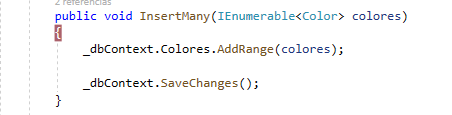 2 referencias
public void InsertMany(IEnumerable<Color> colores)
{
_dbContext.Colores.AddRange(colores);
_dbContext.SaveChanges();
}